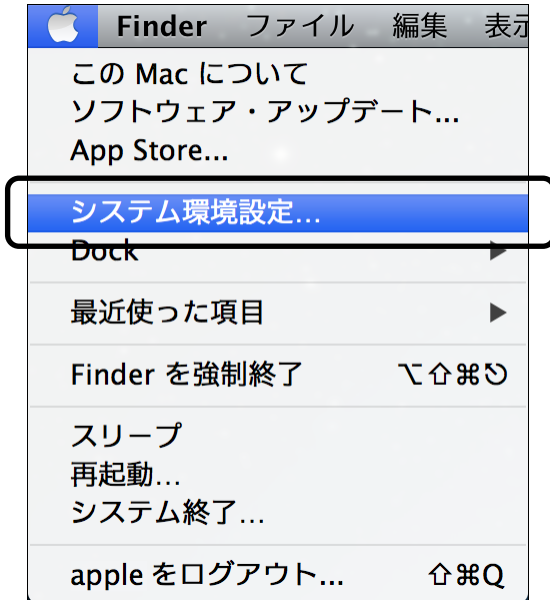 Finder ファイル 編集 表示
この Mac について
ソフトウェア・アップデート...
App Store...
システム環境設定...
Dock
最近使った項目
Finder を強制終了 ⌥⇧⌘⎋
スリープ
再起動...
システム終了...
apple をログアウト... ⇧⌘Q